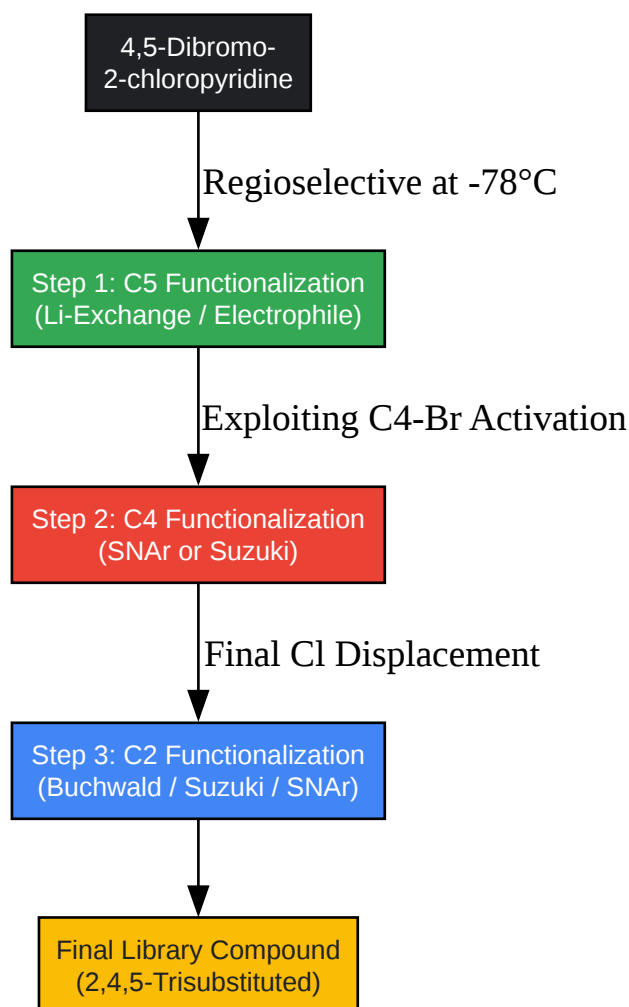 4,5-Dibromo-
2-chloropyridine
Regioselective at -78°C
Step 1: C5 Functionalization
(Li-Exchange / Electrophile)
Exploiting C4-Br Activation
Step 2: C4 Functionalization
(SNAr or Suzuki)
Final Cl Displacement
Step 3: C2 Functionalization
(Buchwald / Suzuki / SNAr)
Final Library Compound
(2,4,5-Trisubstituted)